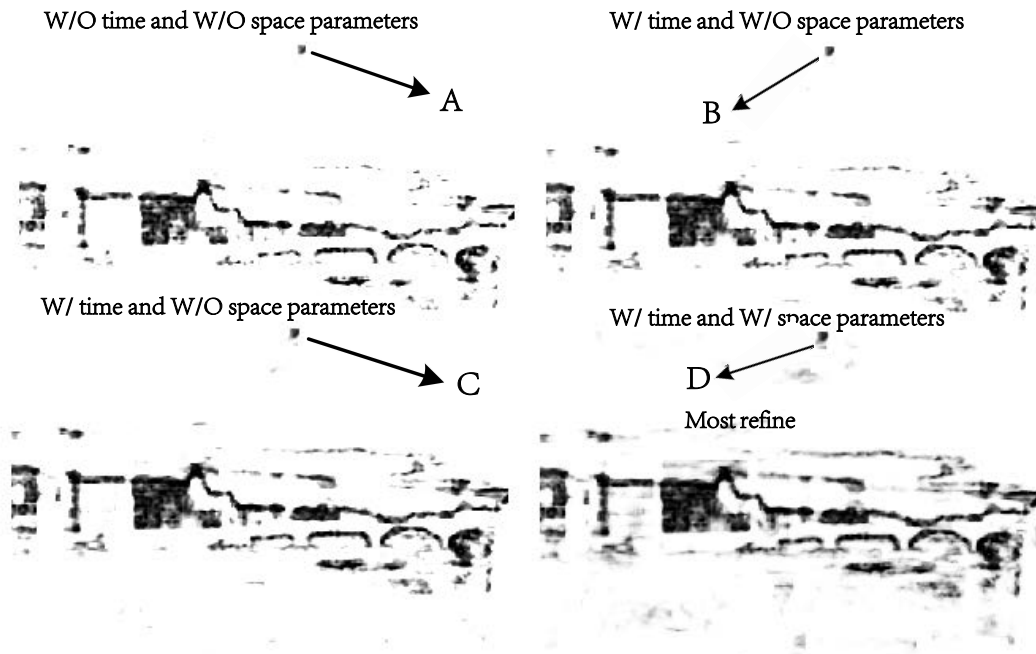 W/O time and W/O space parameters
W/ time and W/O space parameters
A
B
W/ time and W/O space parameters
W/ time and W/ space parameters
C
D
Most refine